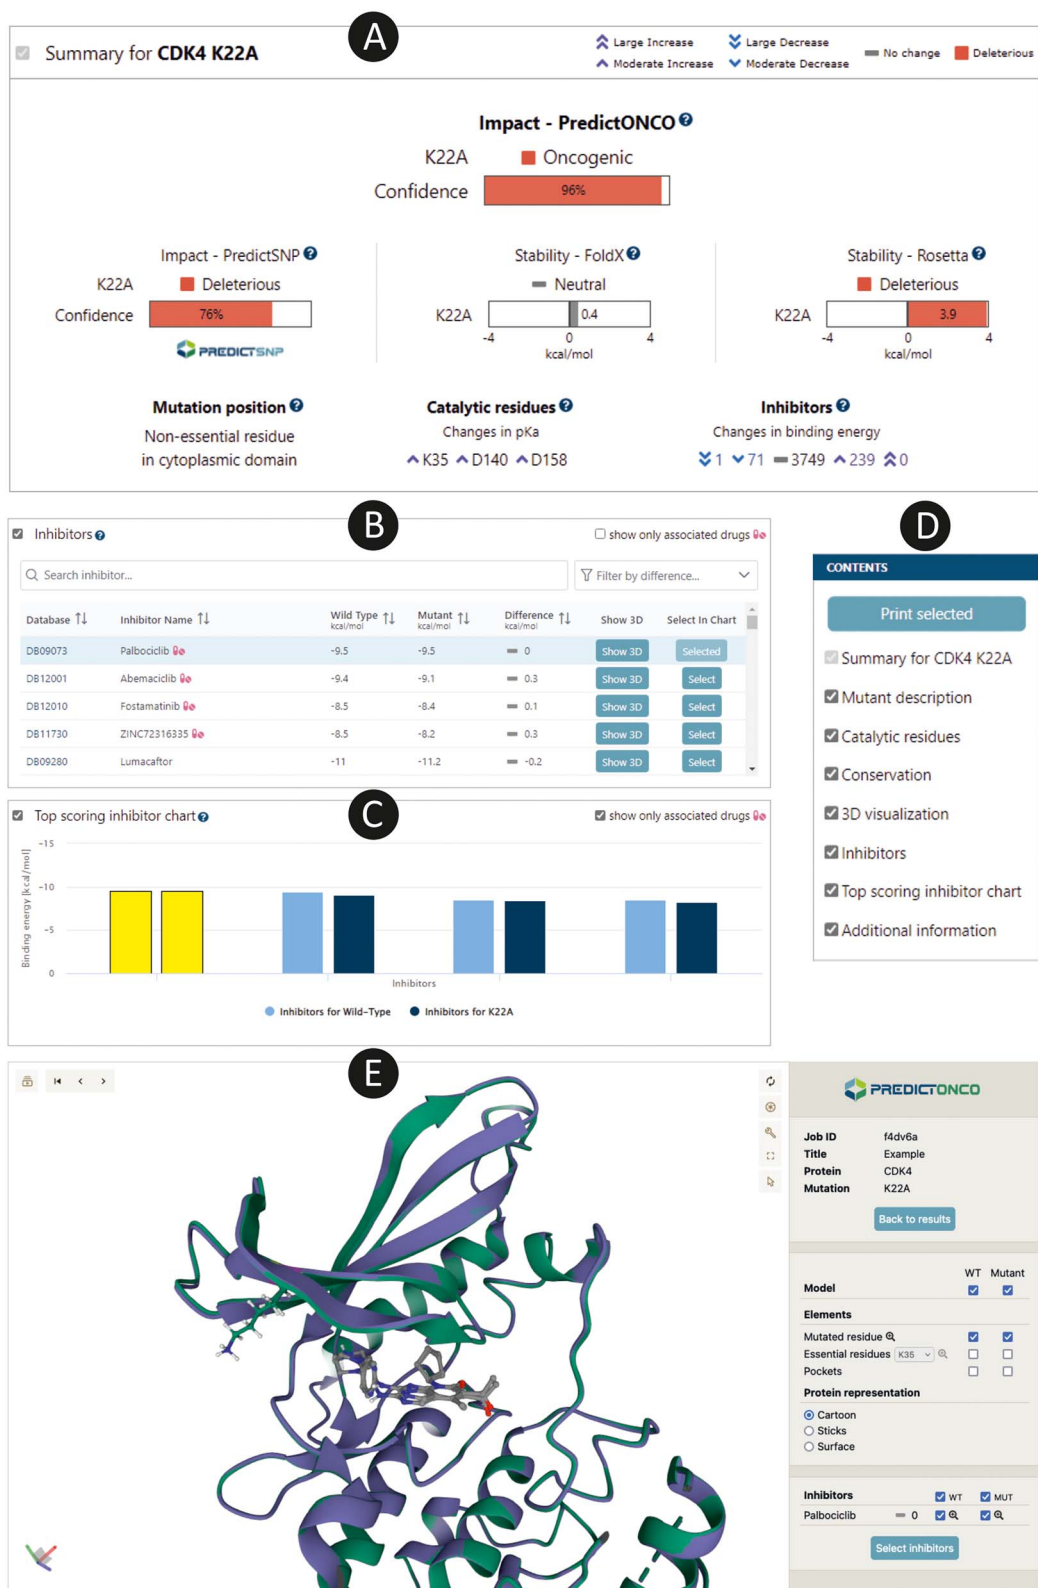 A
Summary for CDK4 K22A
Large Increase
Large Decrease
Moderate Increase
Moderate Decrease
No change
Deleterious
Impact - PredictONCO ?
K22A Oncogenic
Confidence 96%
Impact - PredictSNP ?
K22A Deleterious
Confidence 76%
PREDICTSNP
Stability - FoldX ?
Neutral
K22A 0.4
-4 0 4
kcal/mol
Stability - Rosetta ?
Deleterious
K22A 3.9
-4 0 4
kcal/mol
Mutation position ?
Non-essential residue
in cytoplasmic domain
Catalytic residues ?
Changes in pKa
K35 D140 D158
Inhibitors ?
Changes in binding energy
1 71 3749 239 0
B
Inhibitors ?
show only associated drugs
Search inhibitor...
Filter by difference...
Database Inhibitor Name Wild Type kcal/mol Mutant kcal/mol Difference kcal/mol Show 3D Select In Chart
DB09073 Palbociclib -9.5 -9.5 0 Show 3D Selected
DB12001 Abemaciclib -9.4 -9.1 0.3 Show 3D Select
DB12010 Fostamatinib -8.5 -8.4 0.1 Show 3D Select
DB11730 ZINC72316335 -8.5 -8.2 0.3 Show 3D Select
DB09280 Lumacaftor -11 -11.2 -0.2 Show 3D Select
C
Top scoring inhibitor chart ?
show only associated drugs
Binding energy [kcal/mol]
-15
-10
-5
0
Inhibitors
Inhibitors for Wild-Type
Inhibitors for K22A
D
CONTENTS
Print selected
Summary for CDK4 K22A
Mutant description
Catalytic residues
Conservation
3D visualization
Inhibitors
Top scoring inhibitor chart
Additional information
E
PREDICTONCO
Job ID f4dv6a
Title Example
Protein CDK4
Mutation K22A
Back to results
WT Mutant
Model
Elements
Mutated residue
Essential residues K35
Pockets
Protein representation
Cartoon
Sticks
Surface
Inhibitors WT MUT
Palbociclib 0
Select inhibitors